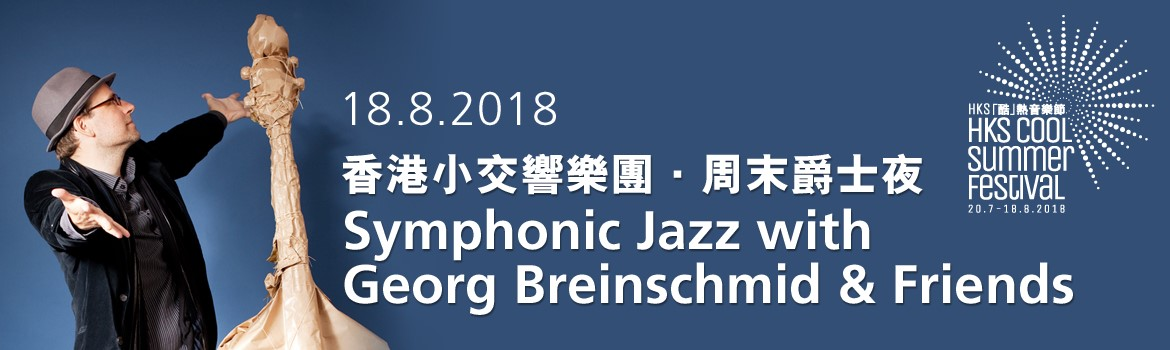 18.8.2018
香港小交響樂團·周末爵士夜
Symphonic Jazz with
Georg Breinschmid & Friends
HKS「酷」熱音樂節
HKS COOL
summer
Festival
20.7-18.8.2018